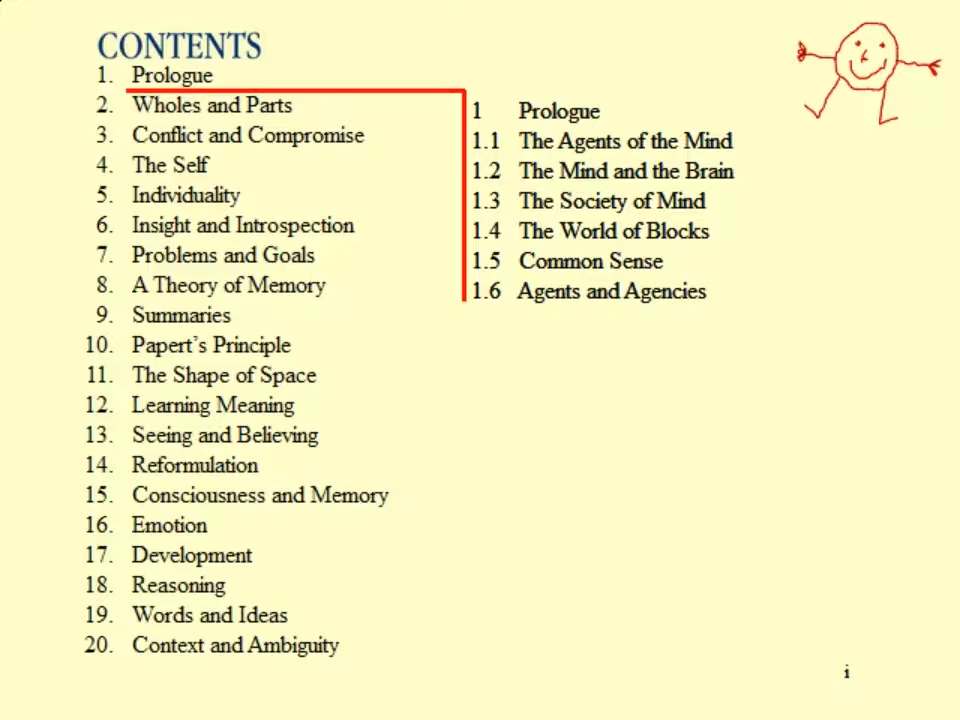 CONTENTS
1. Prologue
2. Wholes and Parts
3. Conflict and Compromise
4. The Self
5. Individuality
6. Insight and Introspection
7. Problems and Goals
8. A Theory of Memory
9. Summaries
10. Papert's Principle
11. The Shape of Space
12. Learning Meaning
13. Seeing and Believing
14. Reformulation
15. Consciousness and Memory
16. Emotion
17. Development
18. Reasoning
19. Words and Ideas
20. Context and Ambiguity
1 Prologue
1.1 The Agents of the Mind
1.2 The Mind and the Brain
1.3 The Society of Mind
1.4 The World of Blocks
1.5 Common Sense
1.6 Agents and Agencies
i